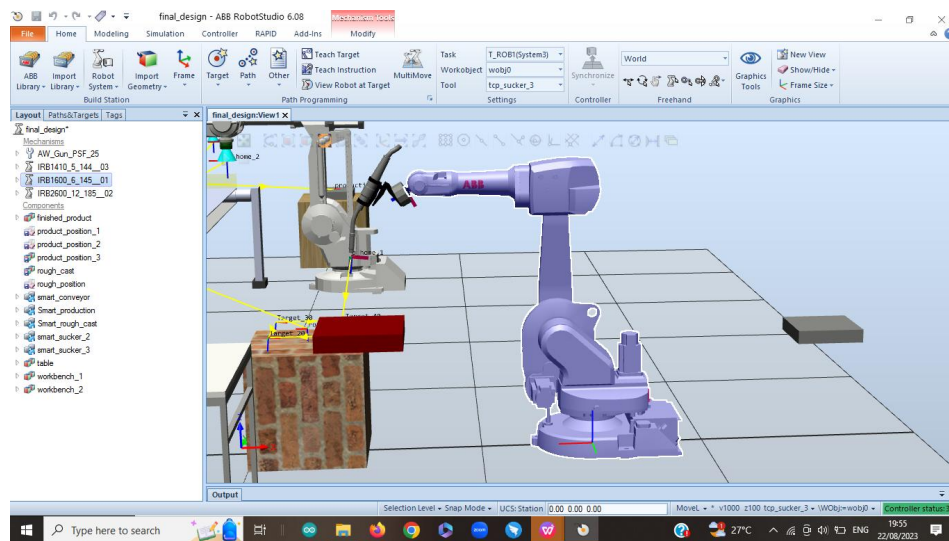 final_design - ABB RobotStudio 6.08
Mechanism Tools
File Home Modeling Simulation Controller RAPID Add-Ins Modify
ABB Library
Import Library
Robot System
Import Geometry
Frame
Build Station
Target
Path
Other
Teach Target
Teach Instruction
View Robot at Target
MultiMove
Path Programming
Task T_ROB1(System3)
Workobject wobj0
Tool tcp_sucker_3
Settings
Synchronize
Controller
World
Freehand
Graphics Tools
New View
Show/Hide
Frame Size
Graphics
Layout Paths&Targets Tags
final_design:View1
final_design*
Mechanisms
AW_Gun_PSF_25
IRB1410_5_144__03
IRB1600_6_145__01
IRB2600_12_185__02
Components
finished_product
product_position_1
product_position_2
product_position_3
rough_cast
rough_position
smart_conveyor
Smart_production
Smart_rough_cast
smart_sucker_2
smart_sucker_3
table
workbench_1
workbench_2
home_2
ABB
Target_30
Target_20
Output
Selection Level Snap Mode UCS: Station 0.00 0.00 0.00 MoveL * v1000 z100 tcp_sucker_3 \WObj:=wobj0 Controller status:
Type here to search
zoom
27°C
ENG
19:55
22/08/2023